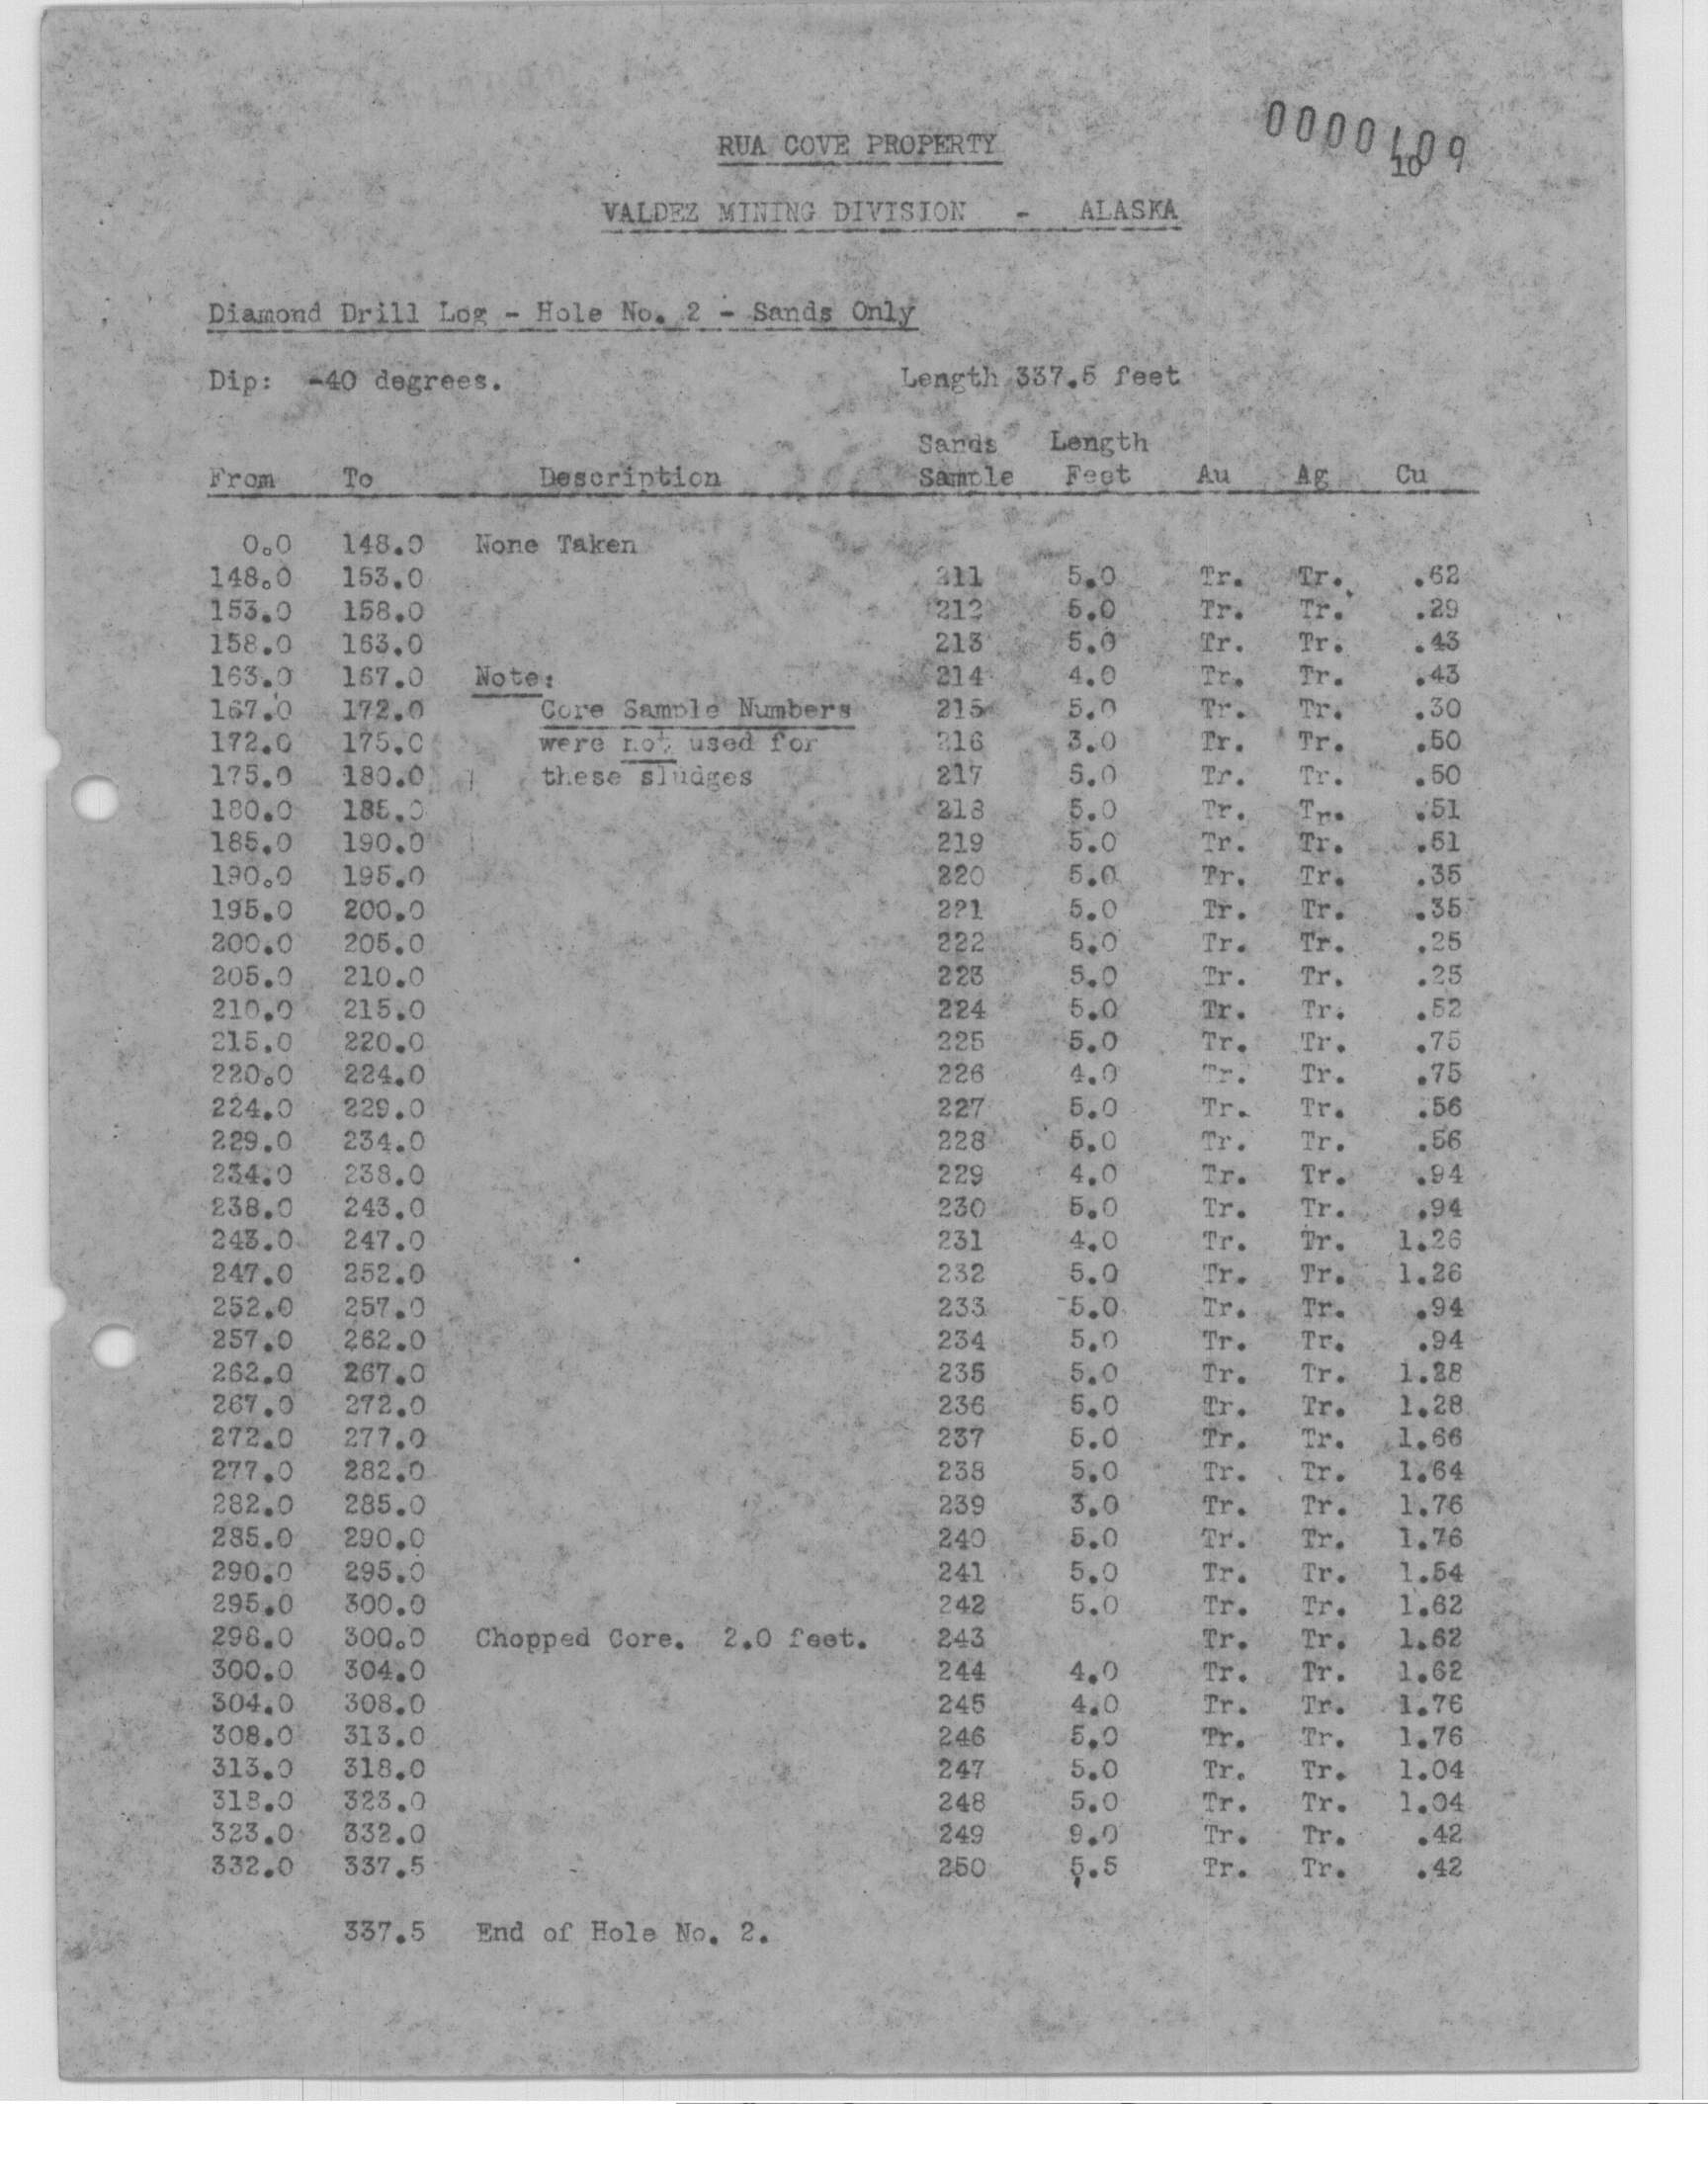 0000109
10
RUA COVE PROPERTY
VALDEZ MINING DIVISION - ALASKA
Diamond Drill Log - Hole No. 2 - Sands Only
Dip: -40 degrees. Length 337.5 feet
Sands Length
From To Description Sample Feet Au Ag Cu
0.0 148.0 None Taken
148.0 153.0 211 5.0 Tr. Tr. .62
153.0 158.0 212 5.0 Tr. Tr. .29
158.0 163.0 213 5.0 Tr. Tr. .43
163.0 167.0 Note: 214 4.0 Tr. Tr. .43
167.0 172.0 Core Sample Numbers 215 5.0 Tr. Tr. .30
172.0 175.0 were not used for 216 3.0 Tr. Tr. .50
175.0 180.0 these sludges 217 5.0 Tr. Tr. .50
180.0 185.0 218 5.0 Tr. Tr. .51
185.0 190.0 219 5.0 Tr. Tr. .51
190.0 195.0 220 5.0 Tr. Tr. .35
195.0 200.0 221 5.0 Tr. Tr. .35
200.0 205.0 222 5.0 Tr. Tr. .25
205.0 210.0 223 5.0 Tr. Tr. .25
210.0 215.0 224 5.0 Tr. Tr. .52
215.0 220.0 225 5.0 Tr. Tr. .75
220.0 224.0 226 4.0 Tr. Tr. .75
224.0 229.0 227 5.0 Tr. Tr. .56
229.0 234.0 228 5.0 Tr. Tr. .56
234.0 238.0 229 4.0 Tr. Tr. .94
238.0 243.0 230 5.0 Tr. Tr. .94
243.0 247.0 231 4.0 Tr. Tr. 1.26
247.0 252.0 232 5.0 Tr. Tr. 1.26
252.0 257.0 233 5.0 Tr. Tr. .94
257.0 262.0 234 5.0 Tr. Tr. .94
262.0 267.0 235 5.0 Tr. Tr. 1.28
267.0 272.0 236 5.0 Tr. Tr. 1.28
272.0 277.0 237 5.0 Tr. Tr. 1.66
277.0 282.0 238 5.0 Tr. Tr. 1.64
282.0 285.0 239 3.0 Tr. Tr. 1.76
285.0 290.0 240 5.0 Tr. Tr. 1.76
290.0 295.0 241 5.0 Tr. Tr. 1.54
295.0 300.0 242 5.0 Tr. Tr. 1.62
298.0 300.0 Chopped Core. 2.0 feet. 243 Tr. Tr. 1.62
300.0 304.0 244 4.0 Tr. Tr. 1.62
304.0 308.0 245 4.0 Tr. Tr. 1.76
308.0 313.0 246 5.0 Tr. Tr. 1.76
313.0 318.0 247 5.0 Tr. Tr. 1.04
318.0 323.0 248 5.0 Tr. Tr. 1.04
323.0 332.0 249 9.0 Tr. Tr. .42
332.0 337.5 250 5.5 Tr. Tr. .42
337.5 End of Hole No. 2.